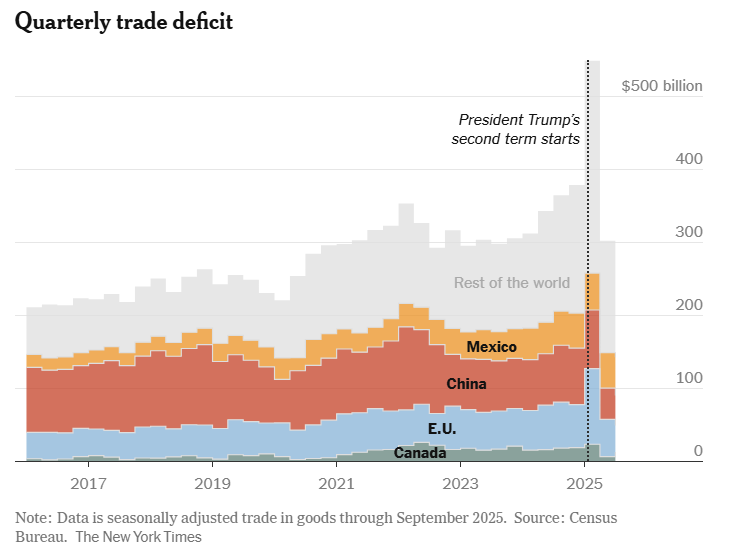 Quarterly trade deficit
$500 billion
President Trump's
second term starts
400
300
Rest of the world
200
Mexico
China
100
E.U.
Canada
0
2017 2019 2021 2023 2025
Note: Data is seasonally adjusted trade in goods through September 2025. Source: Census
Bureau. The New York Times